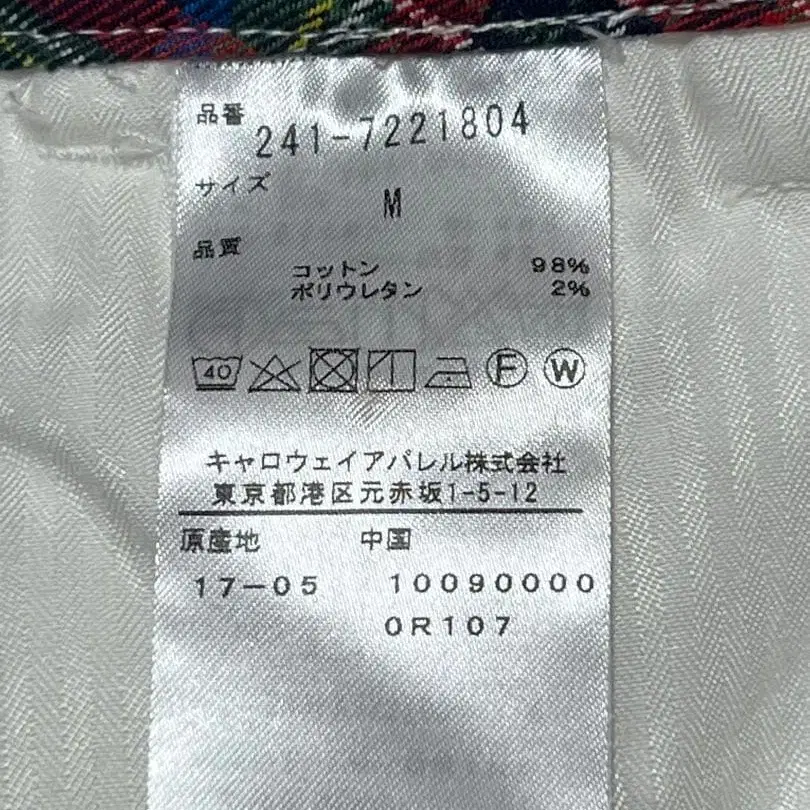 品番
241-7221804
サイズ
M
品質
コットン 98%
ポリウレタン 2%
40 F W
キャロウェイアパレル株式会社
東京都港区元赤坂1-5-12
原産地 中国
17-05 10090000
0R107